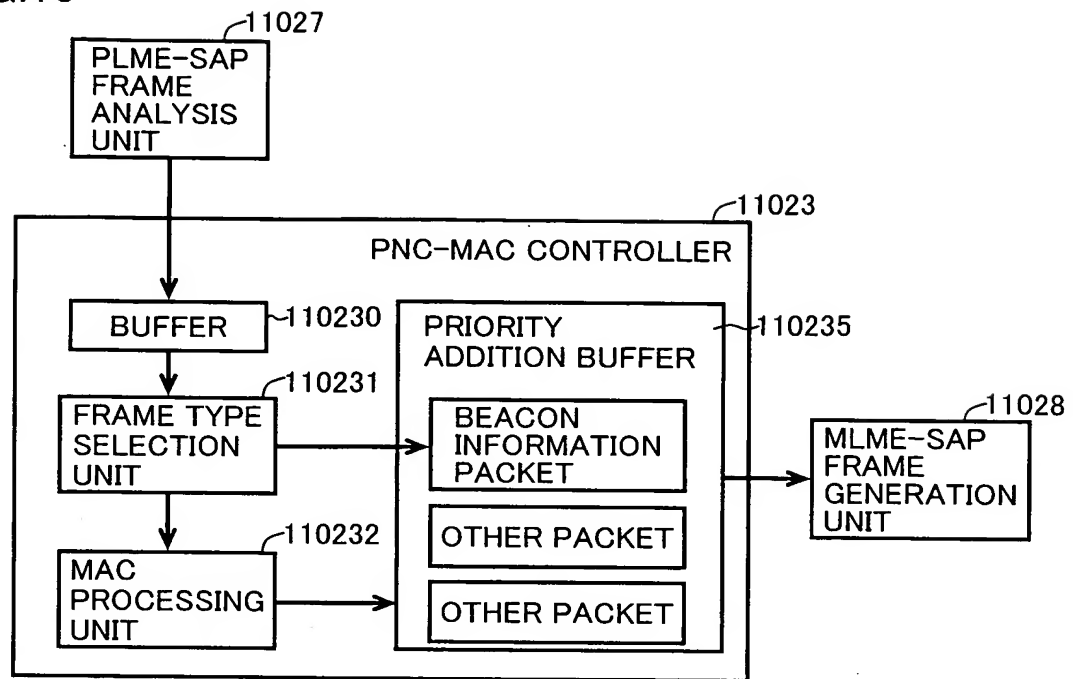 11027
PLME-SAP
FRAME
ANALYSIS
UNIT
11023
PNC-MAC CONTROLLER
BUFFER
110230
PRIORITY
ADDITION BUFFER
110235
110231
FRAME TYPE
SELECTION
UNIT
BEACON
INFORMATION
PACKET
11028
MLME-SAP
FRAME
GENERATION
UNIT
OTHER PACKET
110232
MAC
PROCESSING
UNIT
OTHER PACKET